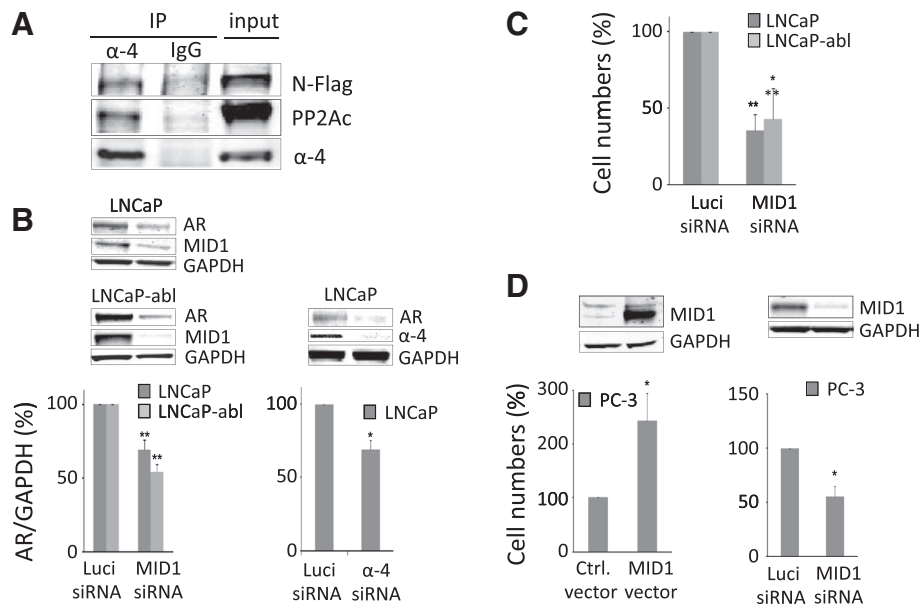 A
IP
input
α-4
IgG
N-Flag
PP2Ac
α-4
B
LNCaP
AR
MID1
GAPDH
LNCaP-abl
AR
MID1
GAPDH
LNCaP
AR
α-4
GAPDH
AR/GAPDH (%)
LNCaP
LNCaP-abl
100
50
0
**
**
Luci siRNA
MID1 siRNA
LNCaP
100
50
0
*
Luci siRNA
α-4 siRNA
C
Cell numbers (%)
LNCaP
LNCaP-abl
100
50
0
**
*
**
Luci siRNA
MID1 siRNA
D
MID1
GAPDH
MID1
GAPDH
Cell numbers (%)
PC-3
300
200
100
0
*
Ctrl. vector
MID1 vector
PC-3
150
100
50
0
*
Luci siRNA
MID1 siRNA